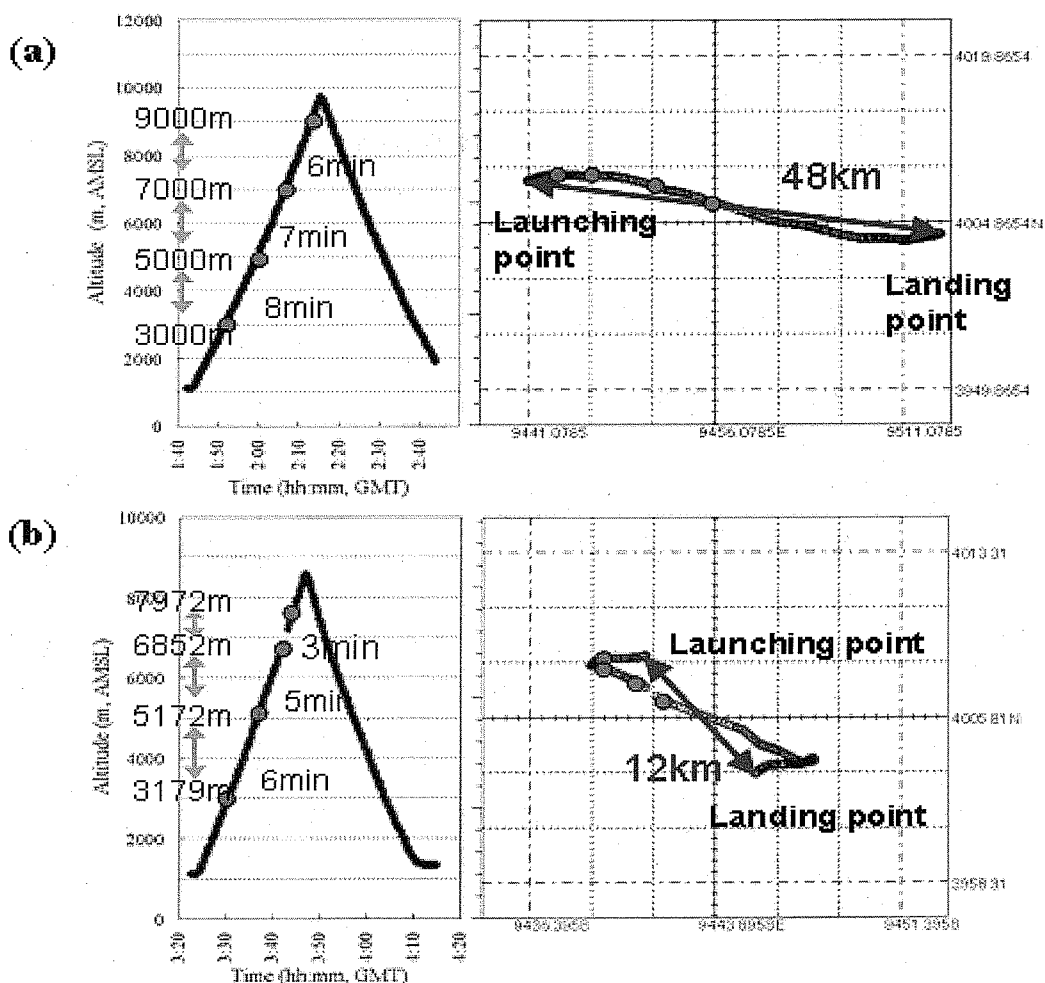 (a)
Altitude (m, AMSL)
12000
10000
8000
6000
4000
2000
0
9000m
7000m
5000m
3000m
6min
7min
8min
1:40
1:50
2:00
2:10
2:20
2:30
2:40
Time (hh:mm, GMT)
48km
Launching
point
Landing
point
4019.8654
4004.8654N
3949.8654
9441.0785
9456.0785E
9511.0785
(b)
Altitude (m, AMSL)
10000
6000
4000
2000
0
7972m
6852m
5172m
3179m
3min
5min
6min
3:20
3:30
3:40
3:50
4:00
4:10
4:20
Time (hh:mm, GMT)
Launching point
12km
Landing point
4013.31
4005.81N
3958.31